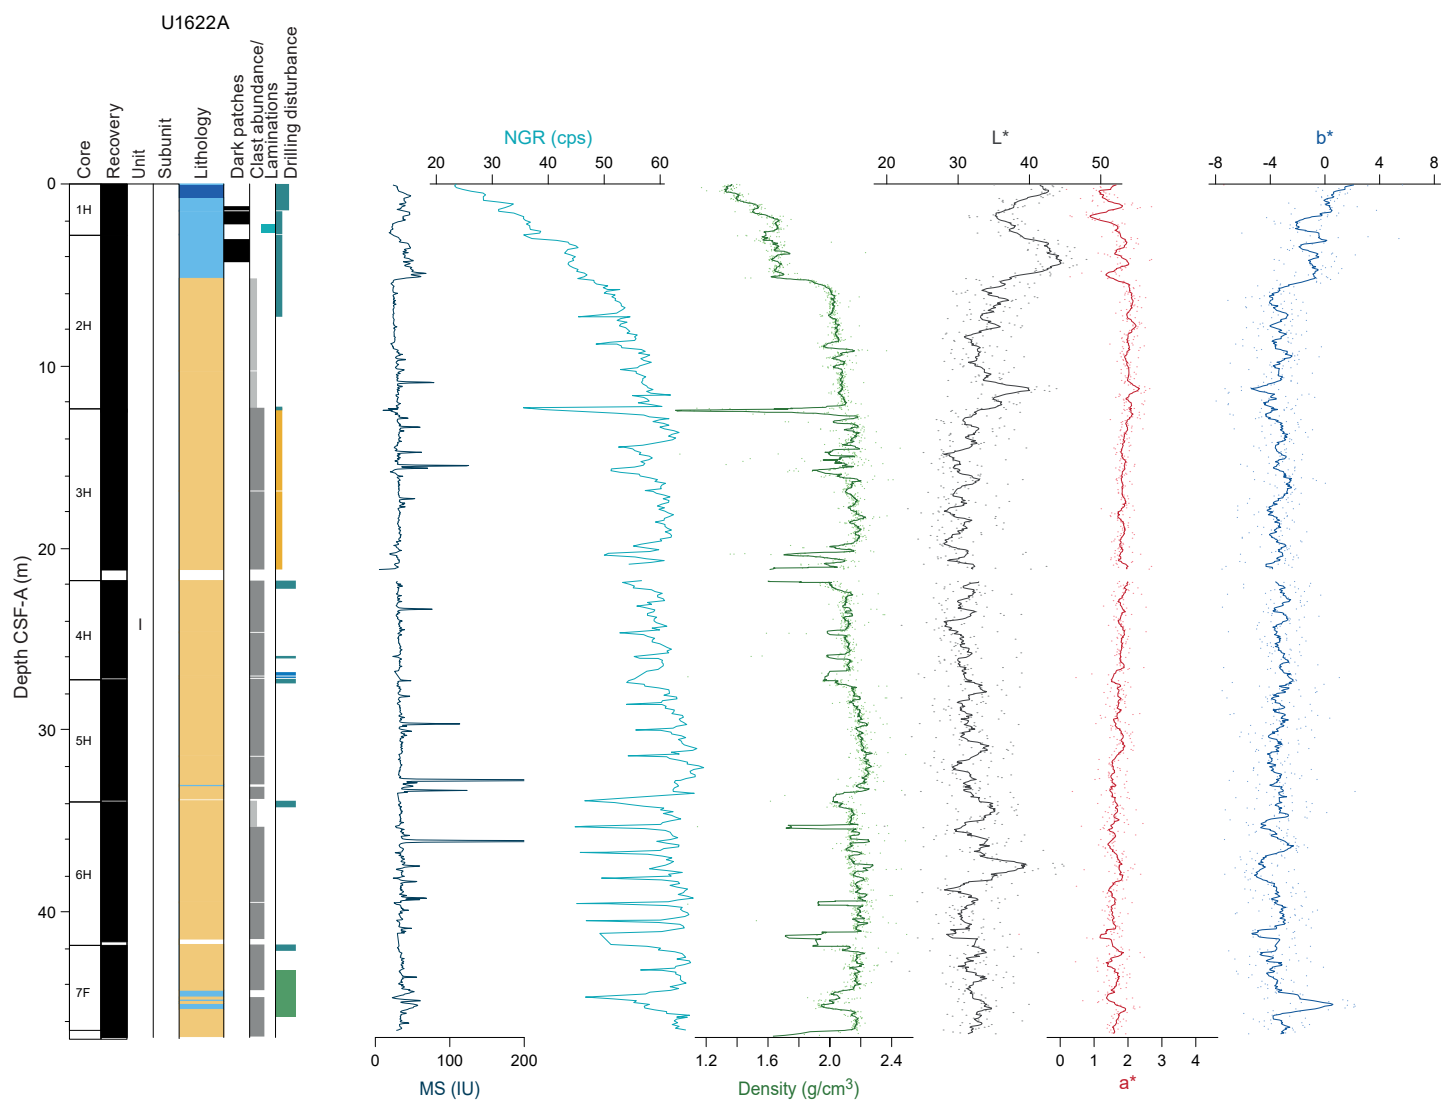 U1622A
Core
Recovery
Unit
Subunit
Lithology
Dark patches
Clast abundance/
Laminations
Drilling disturbance
NGR (cps)
L*
b*
20 30 40 50 60
20 30 40 50
-8 -4 0 4 8
Depth CSF-A (m)
0
10
20
30
40
1H
2H
3H
4H
5H
6H
7F
I
0 100 200
1.2 1.6 2.0 2.4
0 1 2 3 4
MS (IU)
Density (g/cm³)
a*